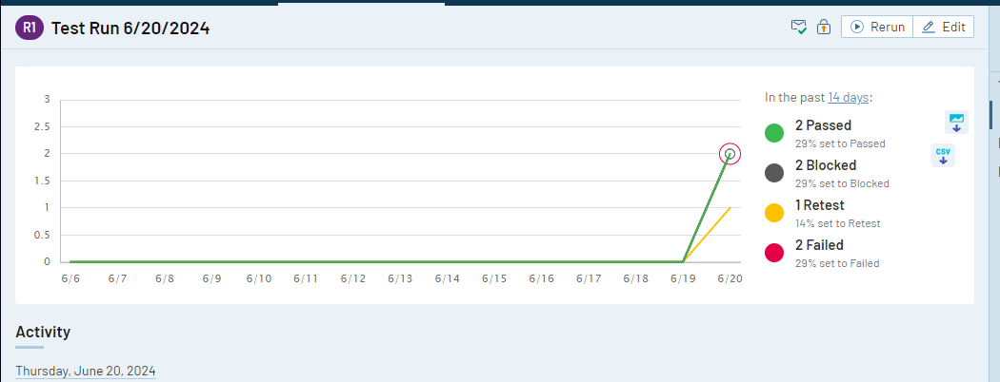 R1 Test Run 6/20/2024
Rerun
Edit
3
2.5
2
1.5
1
0.5
0
6/6 6/7 6/8 6/9 6/10 6/11 6/12 6/13 6/14 6/15 6/16 6/17 6/18 6/19 6/20
In the past 14 days:
2 Passed
29% set to Passed
2 Blocked
29% set to Blocked
1 Retest
14% set to Retest
2 Failed
29% set to Failed
CSV
Activity
Thursday, June 20, 2024